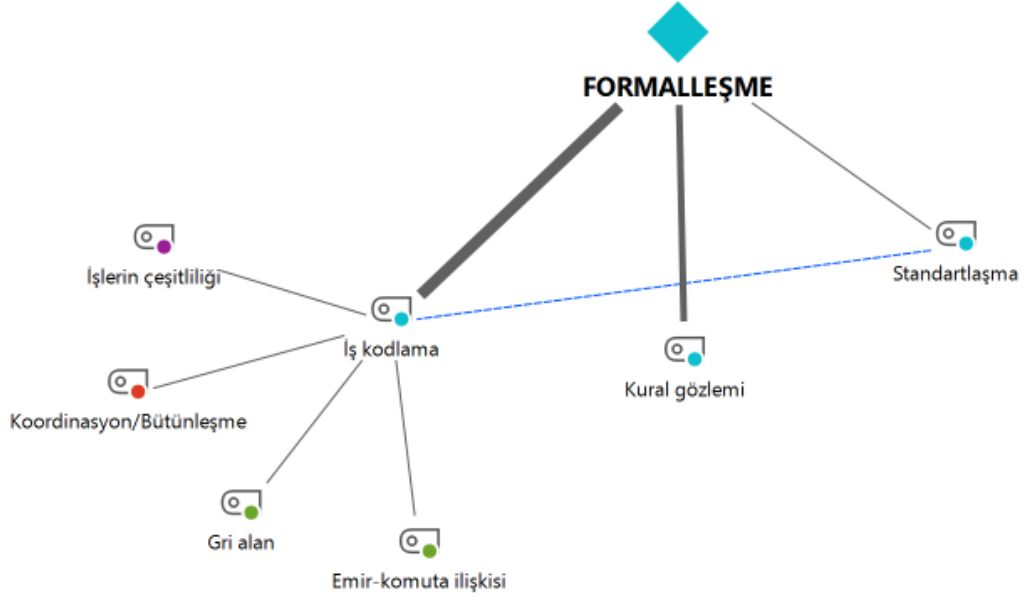 FORMALLEŞME
İşlerin çeşitliliği
Standartlaşma
İş kodlama
Kural gözlemi
Koordinasyon/Bütünleşme
Gri alan
Emir-komuta ilişkisi